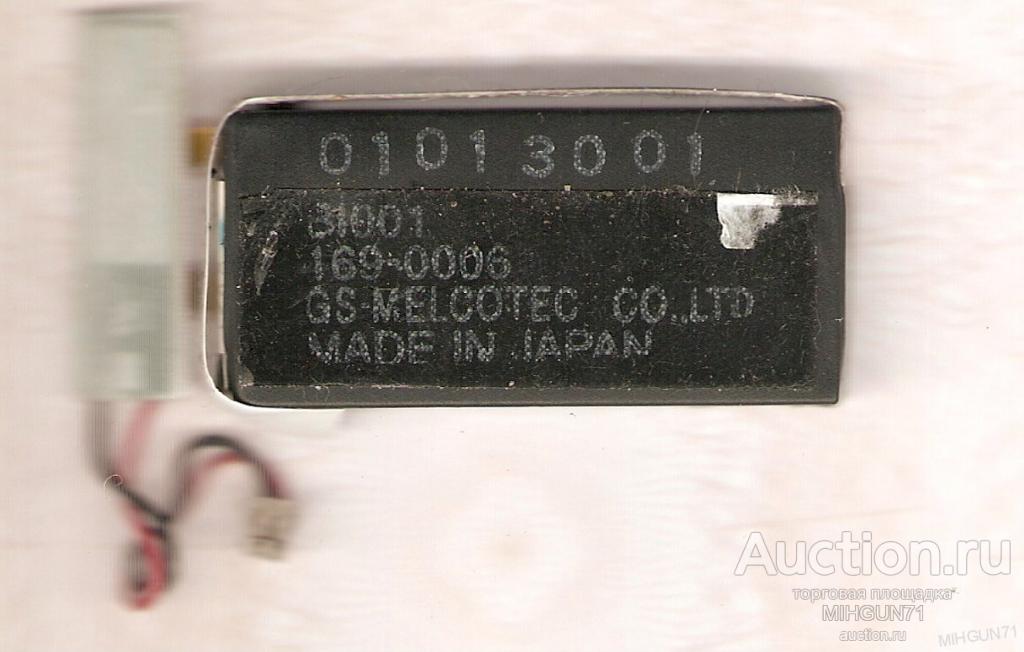 01013001
31001
169-0006
GS-MELCOTEC CO.,LTD
MADE IN JAPAN
Auction.ru
торговая площадка
MIHGUN71
auction.ru
MIHGUN71